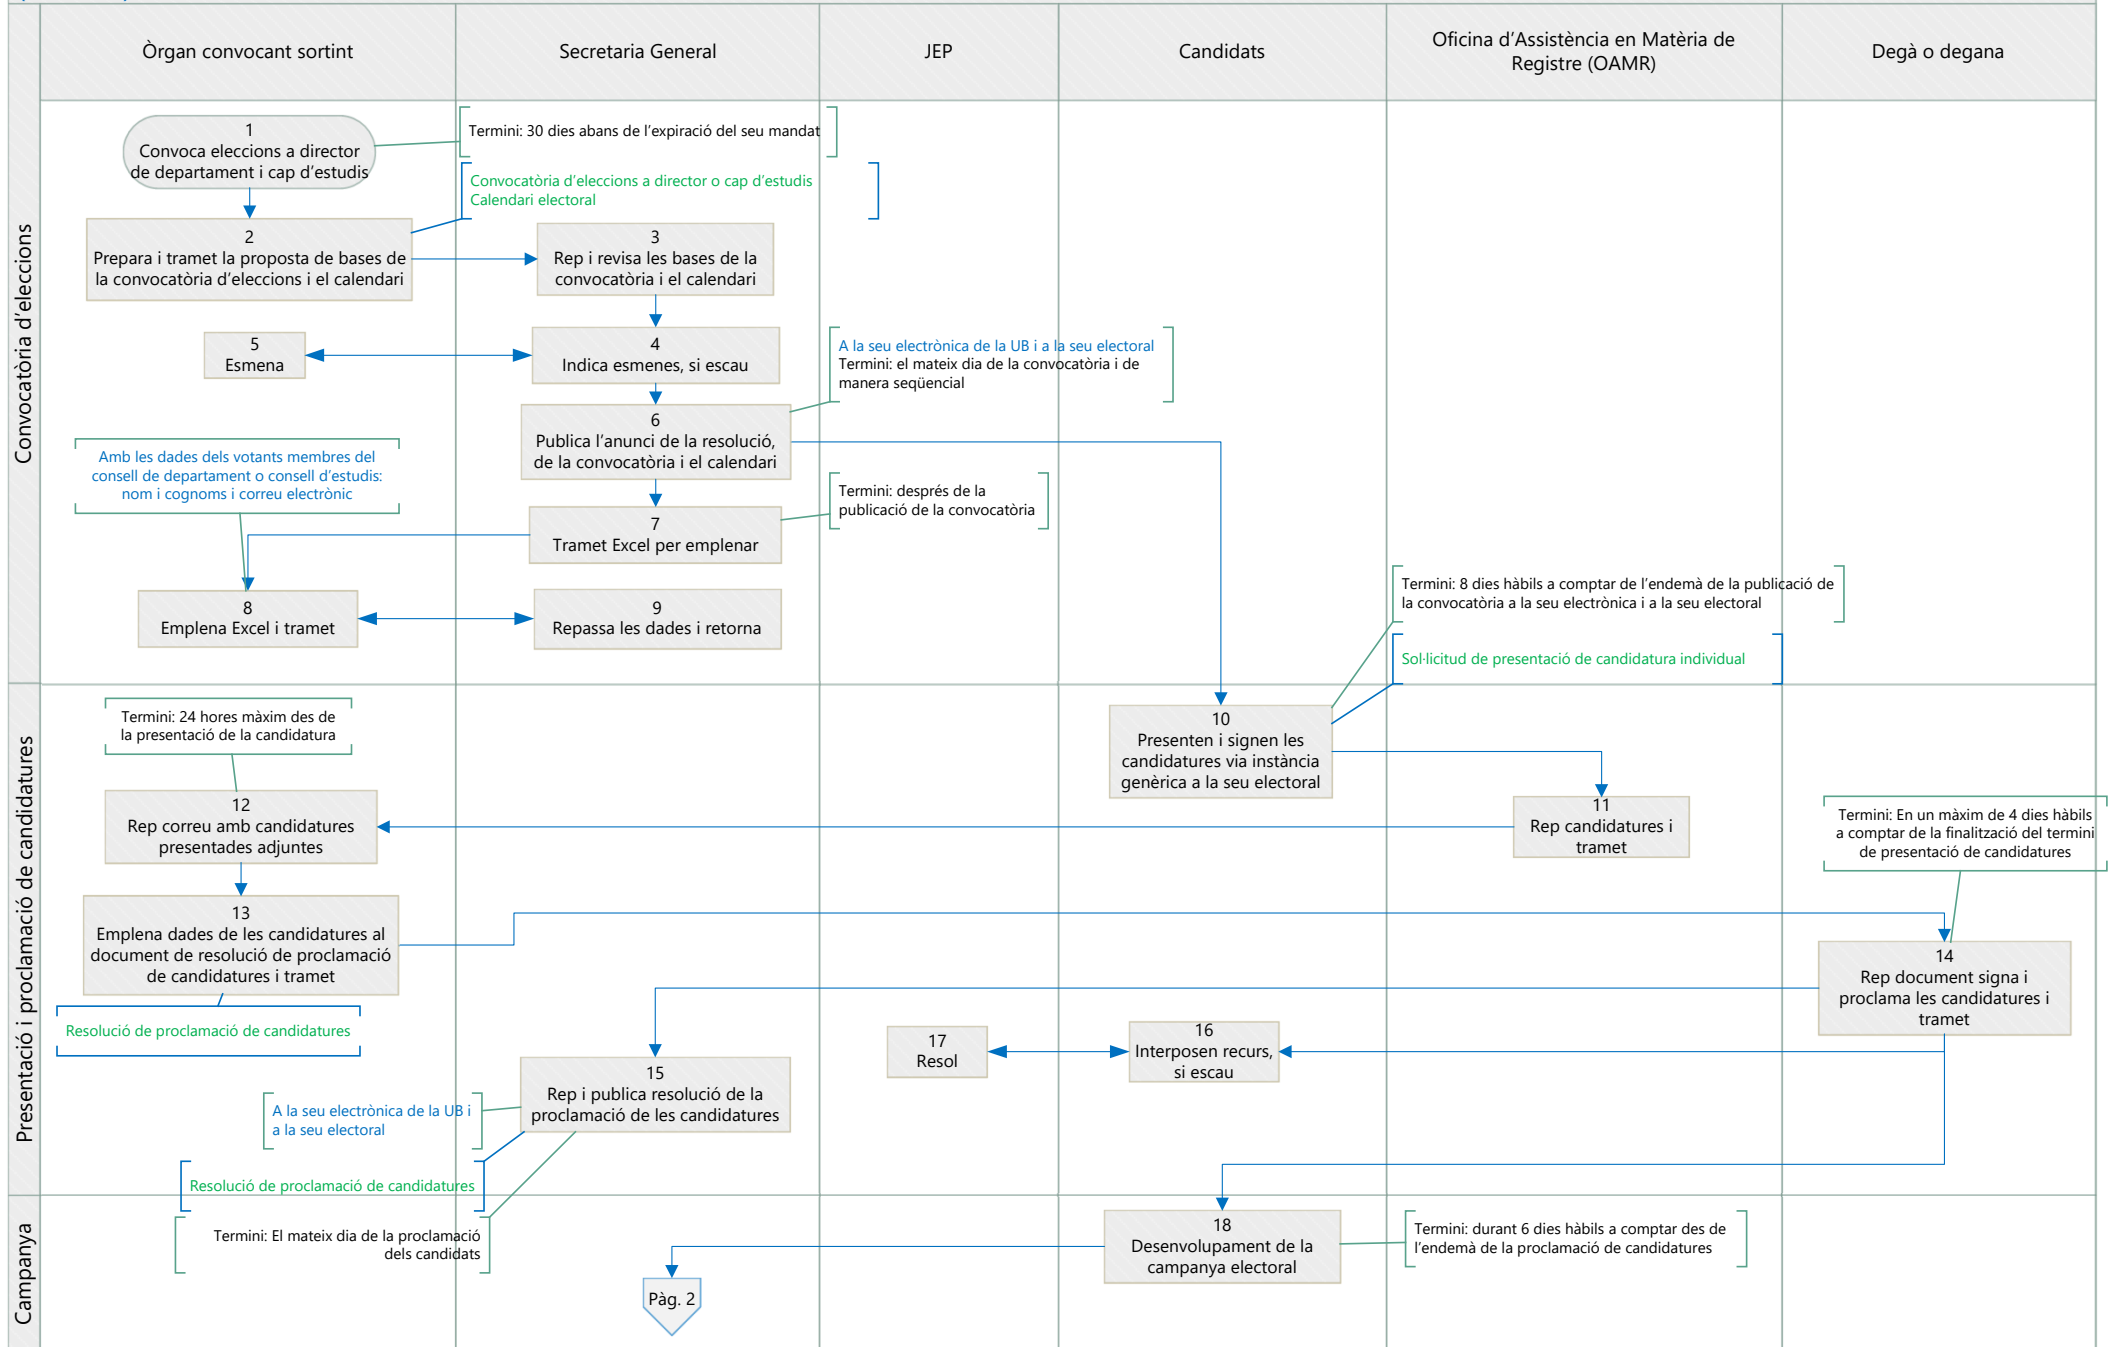 Òrgan convocant sortint
Secretaria General
JEP
Candidats
Oficina d'Assistència en Matèria de
Registre (OAMR)
Degà o degana
Convocatòria d'eleccions
1
Convoca eleccions a director
de departament i cap d'estudis
Termini: 30 dies abans de l'expiració del seu mandat
Convocatòria d'eleccions a director o cap d'estudis
Calendari electoral
2
Prepara i tramet la proposta de bases de
la convocatòria d'eleccions i el calendari
3
Rep i revisa les bases de la
convocatòria i el calendari
5
Esmena
4
Indica esmenes, si escau
A la seu electrònica de la UB i a la seu electoral
Termini: el mateix dia de la convocatòria i de
manera seqüencial
6
Publica l'anunci de la resolució,
de la convocatòria i el calendari
Amb les dades dels votants membres del
consell de departament o consell d'estudis:
nom i cognoms i correu electrònic
Termini: després de la
publicació de la convocatòria
7
Tramet Excel per emplenar
8
Emplena Excel i tramet
9
Repassa les dades i retorna
Termini: 8 dies hàbils a comptar de l'endemà de la publicació de
la convocatòria a la seu electrònica i a la seu electoral
Sol·licitud de presentació de candidatura individual
Presentació i proclamació de candidatures
Termini: 24 hores màxim des de
la presentació de la candidatura
10
Presenten i signen les
candidatures via instància
genèrica a la seu electoral
12
Rep correu amb candidatures
presentades adjuntes
11
Rep candidatures i
tramet
Termini: En un màxim de 4 dies hàbils
a comptar de la finalització del termini
de presentació de candidatures
13
Emplena dades de les candidatures al
document de resolució de proclamació
de candidatures i tramet
14
Rep document signa i
proclama les candidatures i
tramet
Resolució de proclamació de candidatures
17
Resol
16
Interposen recurs,
si escau
15
Rep i publica resolució de la
proclamació de les candidatures
A la seu electrònica de la UB i
a la seu electoral
Resolució de proclamació de candidatures
Campanya
Termini: El mateix dia de la proclamació
dels candidats
18
Desenvolupament de la
campanya electoral
Termini: durant 6 dies hàbils a comptar des de
l'endemà de la proclamació de candidatures
Pàg. 2